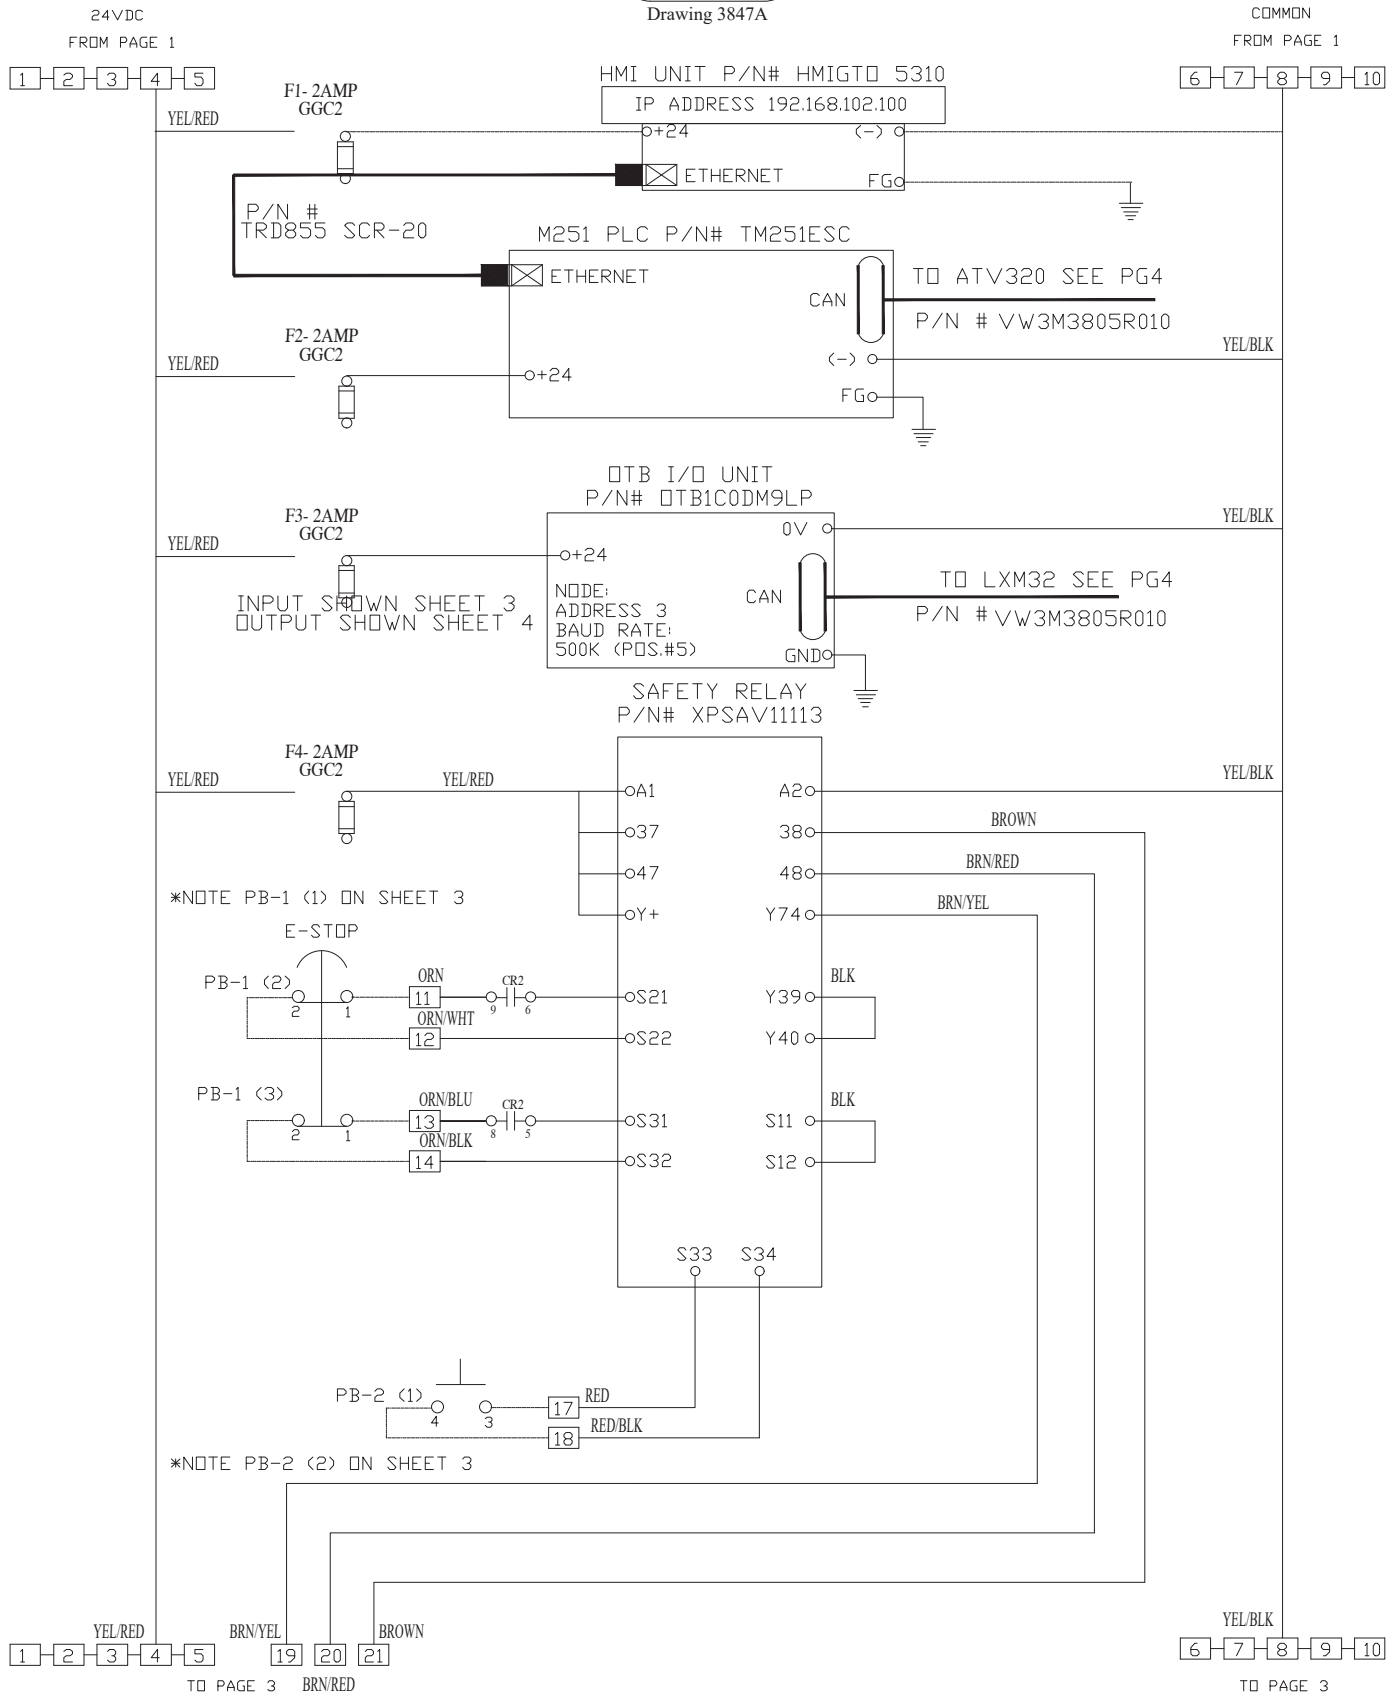 Drawing 3847A
24VDC
FROM PAGE 1
COMMON
FROM PAGE 1
1 2 3 4 5
6 7 8 9 10
HMI UNIT P/N# HMIGTO 5310
IP ADDRESS 192.168.102.100
F1- 2AMP
GGC2
YEL/RED
+24
(-)
ETHERNET
FG
P/N #
TRD855 SCR-20
M251 PLC P/N# TM251ESC
ETHERNET
CAN
TO ATV320 SEE PG4
P/N # VW3M3805R010
F2- 2AMP
GGC2
YEL/RED
+24
(-)
YEL/BLK
FG
OTB I/O UNIT
P/N# OTB1C0DM9LP
F3- 2AMP
GGC2
YEL/RED
0V
YEL/BLK
+24
INPUT SHOWN SHEET 3
OUTPUT SHOWN SHEET 4
NODE:
ADDRESS 3
BAUD RATE:
500K (POS.#5)
CAN
TO LXM32 SEE PG4
P/N # VW3M3805R010
GND
SAFETY RELAY
P/N# XPSAV11113
F4- 2AMP
GGC2
YEL/RED
YEL/RED
YEL/BLK
A1
A2
37
38
BROWN
47
48
BRN/RED
Y+
Y74
BRN/YEL
*NOTE PB-1 (1) ON SHEET 3
E-STOP
PB-1 (2)
2
1
ORN
11
CR2
9
6
S21
Y39
BLK
ORN/WHT
12
S22
Y40
PB-1 (3)
2
1
ORN/BLU
13
CR2
8
5
S31
S11
BLK
ORN/BLK
14
S32
S12
S33
S34
PB-2 (1)
4
3
17
RED
18
RED/BLK
*NOTE PB-2 (2) ON SHEET 3
YEL/RED
BRN/YEL
BROWN
YEL/BLK
1 2 3 4 5
19
20
21
6 7 8 9 10
TO PAGE 3
BRN/RED
TO PAGE 3